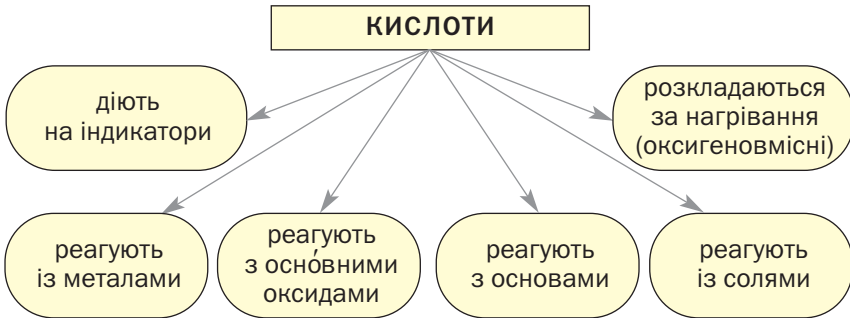 КИСЛОТИ
діють
на індикатори
розкладаються
за нагрівання
(оксигеновмісні)
реагують
із металами
реагують
з осно́вними
оксидами
реагують
з основами
реагують
із солями